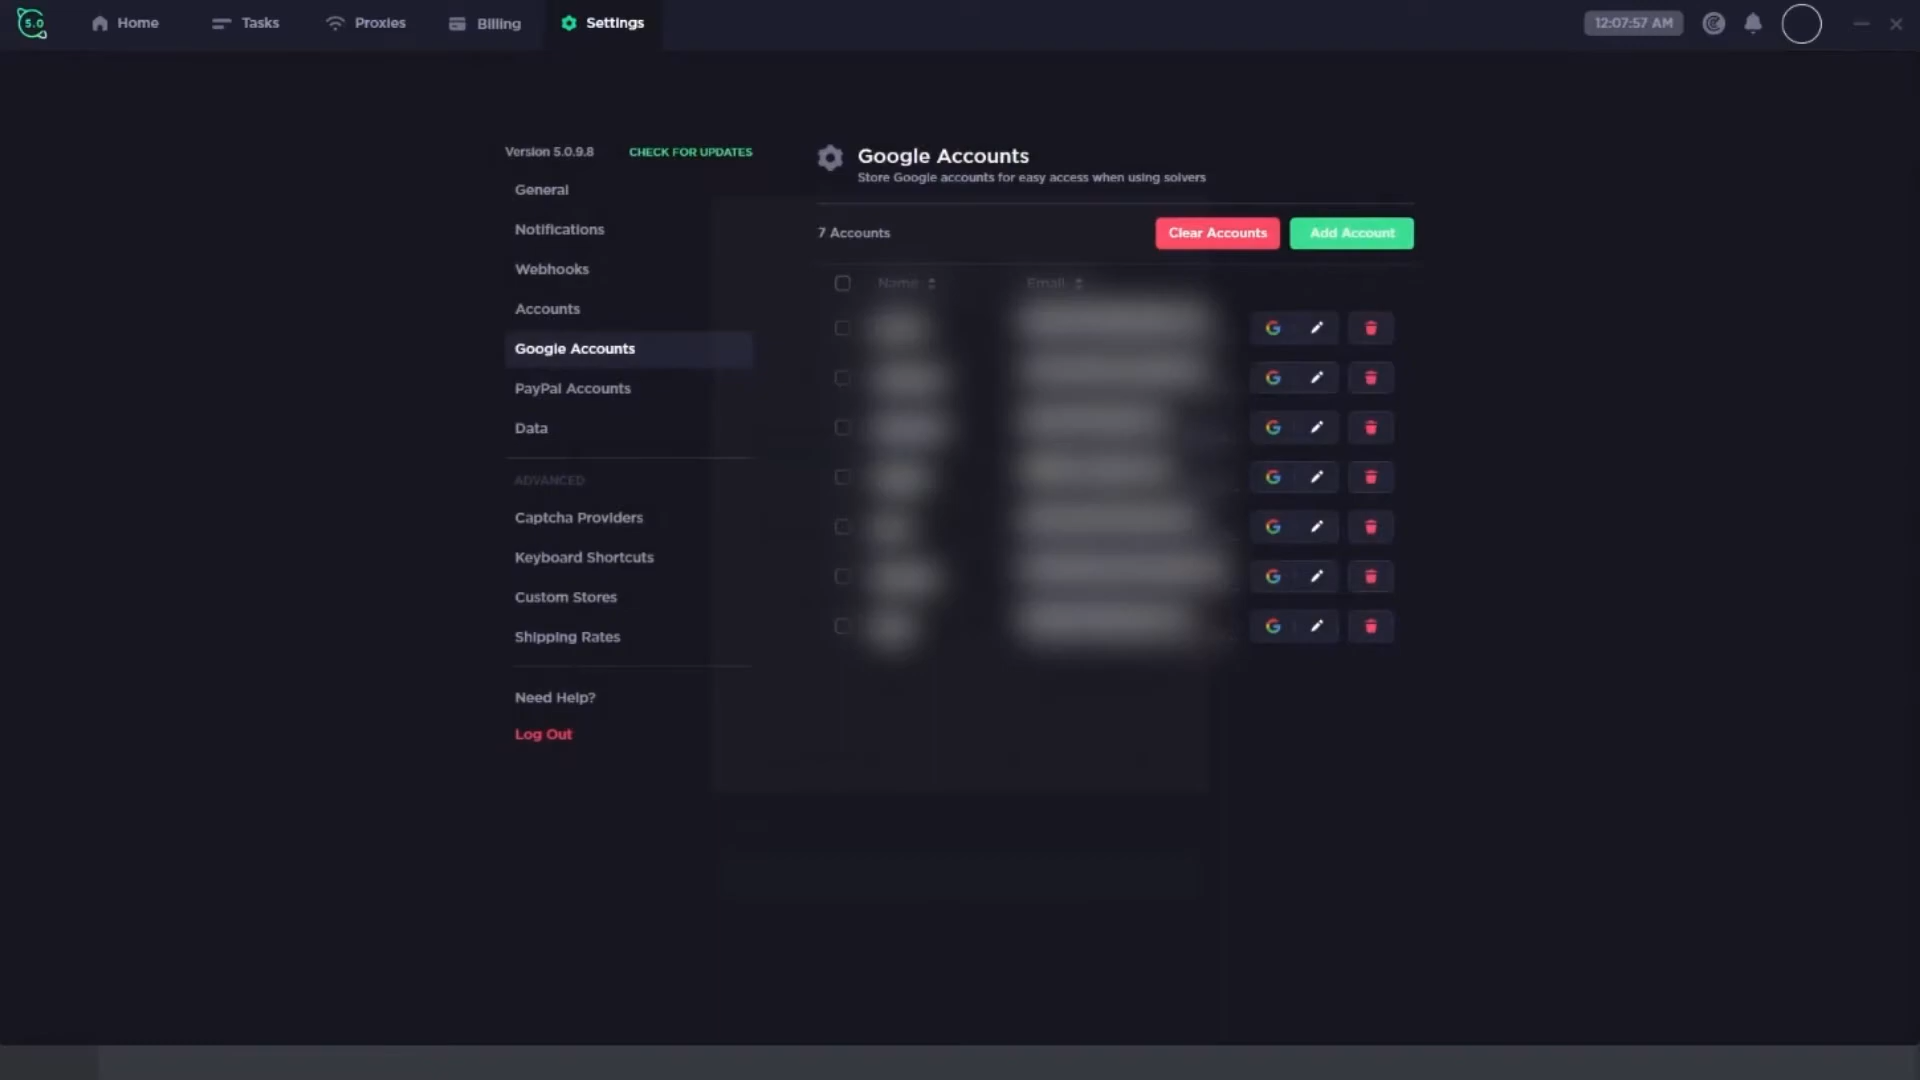 5.0
Home
Tasks
Proxies
Billing
Settings
12:07:57 AM
Version 5.0.9.8
CHECK FOR UPDATES
General
Notifications
Webhooks
Accounts
Google Accounts
PayPal Accounts
Data
ADVANCED
Captcha Providers
Keyboard Shortcuts
Custom Stores
Shipping Rates
Need Help?
Log Out
Google Accounts
Store Google accounts for easy access when using solvers
7 Accounts
Clear Accounts
Add Account
Name
Email